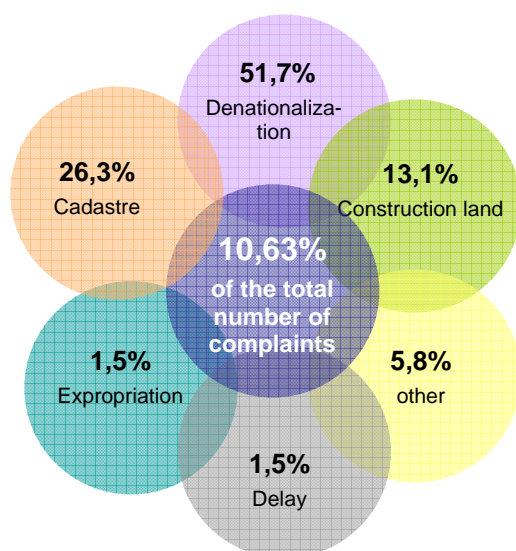 51,7%
Denationaliza-
tion
26,3%
Cadastre
13,1%
Construction land
10,63%
of the total
number of
complaints
1,5%
Expropriation
5,8%
other
1,5%
Delay